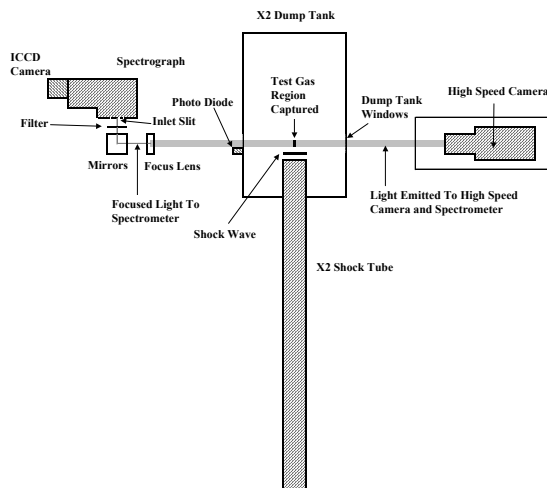 X2 Dump Tank
ICCD
Camera
Spectrograph
Test Gas
Region
Captured
High Speed Camera
Photo Diode
Inlet Slit
Dump Tank
Windows
Filter
Mirrors
Focus Lens
Focused Light To
Spectrometer
Light Emitted To High Speed
Camera and Spectrometer
Shock Wave
X2 Shock Tube